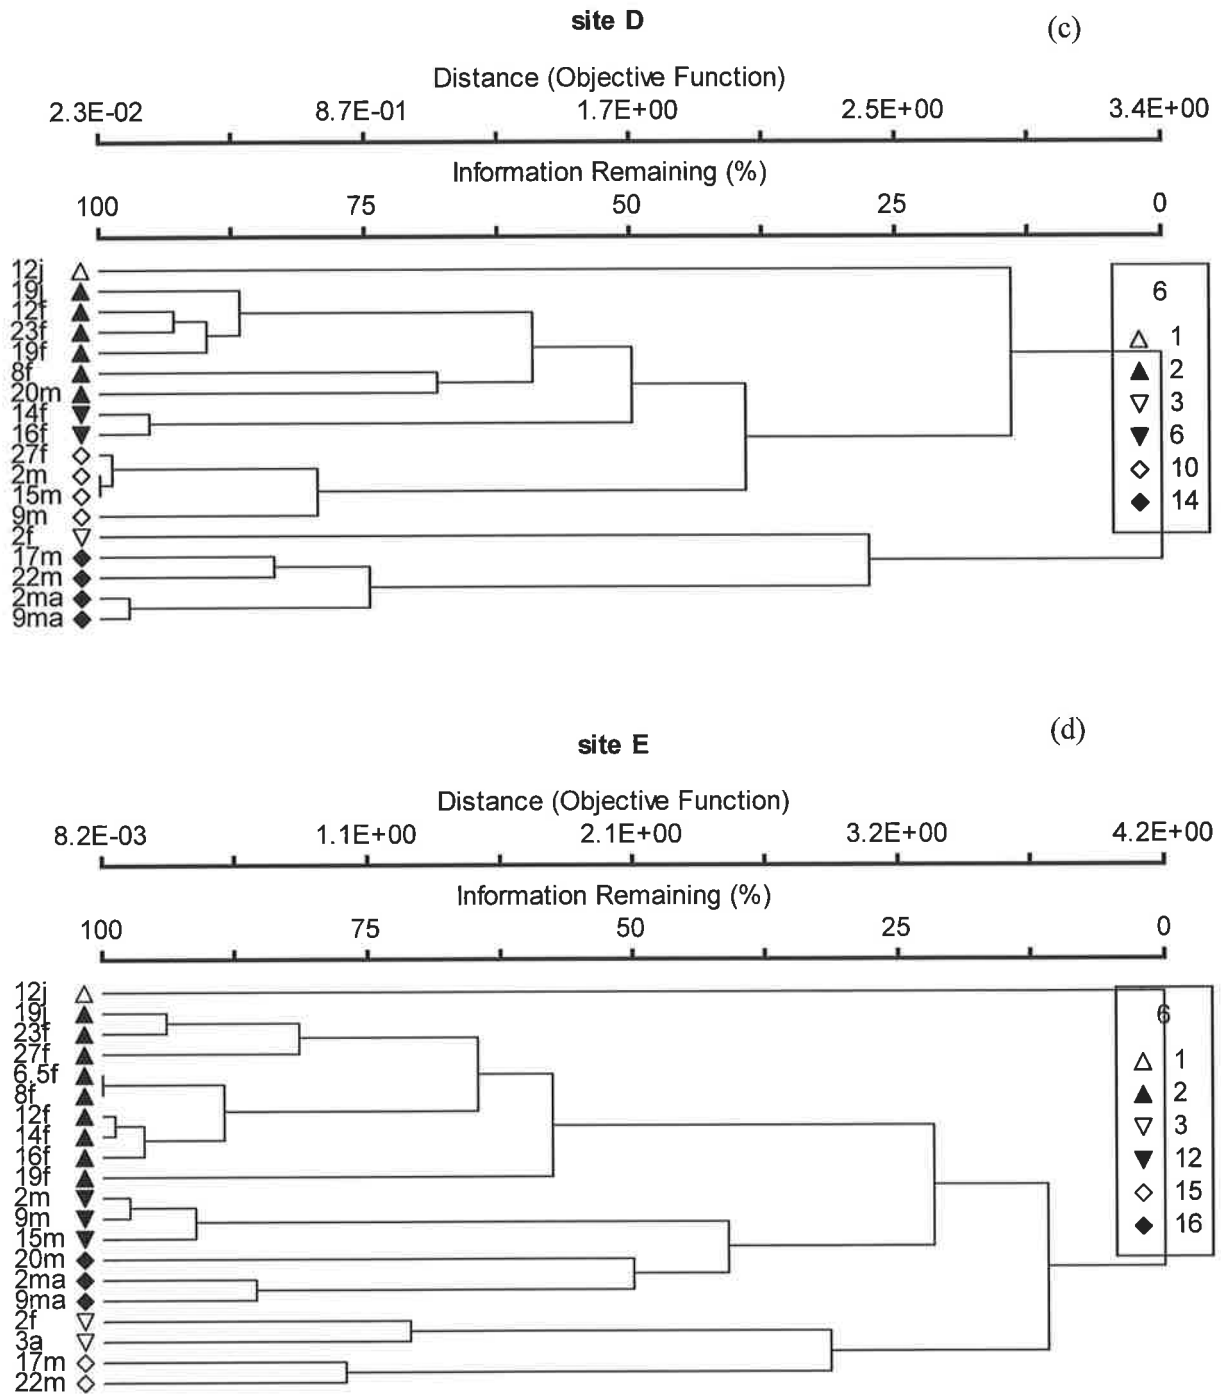 site D
(c)
Distance (Objective Function)
2.3E-02 8.7E-01 1.7E+00 2.5E+00 3.4E+00
Information Remaining (%)
100 75 50 25 0
12j
19j
12f
23f
19f
8f
20m
14f
16f
27f
2m
15m
9m
2f
17m
22m
2ma
9ma
6
1
2
3
6
10
14
site E
(d)
Distance (Objective Function)
8.2E-03 1.1E+00 2.1E+00 3.2E+00 4.2E+00
Information Remaining (%)
100 75 50 25 0
12j
19j
23f
27f
6.5f
8f
12f
14f
16f
19f
2m
9m
15m
20m
2ma
9ma
2f
3a
17m
22m
6
1
2
3
12
15
16